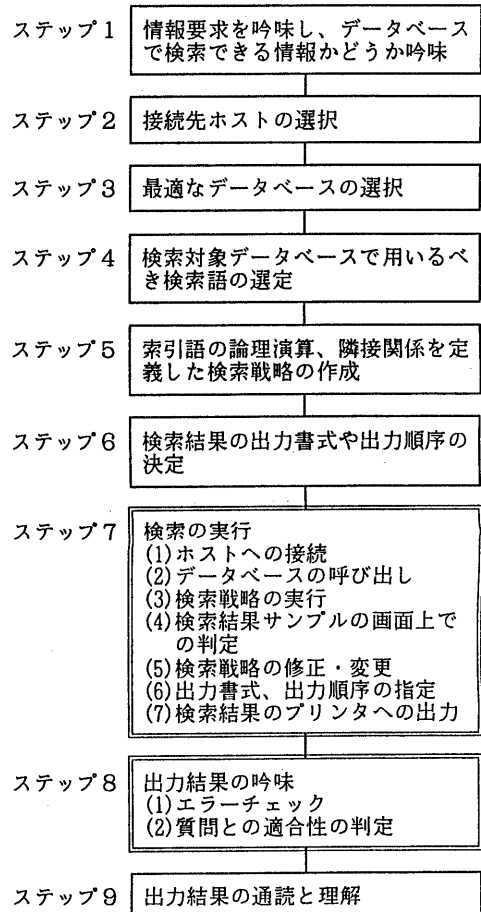 ステップ1 情報要求を吟味し、データベース
で検索できる情報かどうか吟味
ステップ2 接続先ホストの選択
ステップ3 最適なデータベースの選択
ステップ4 検索対象データベースで用いるべ
き検索語の選定
ステップ5 索引語の論理演算、隣接関係を定
義した検索戦略の作成
ステップ6 検索結果の出力書式や出力順序の
決定
ステップ7 検索の実行
(1)ホストへの接続
(2)データベースの呼び出し
(3)検索戦略の実行
(4)検索結果サンプルの画面上で
の判定
(5)検索戦略の修正・変更
(6)出力書式、出力順序の指定
(7)検索結果のプリンタへの出力
ステップ8 出力結果の吟味
(1)エラーチェック
(2)質問との適合性の判定
ステップ9 出力結果の通読と理解